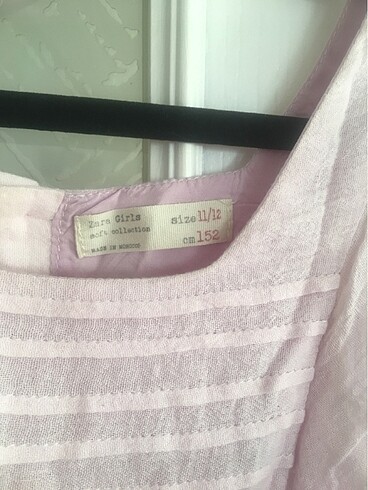 Zara Girls
soft collection
MADE IN MOROCCO
size 11/12
cm 152